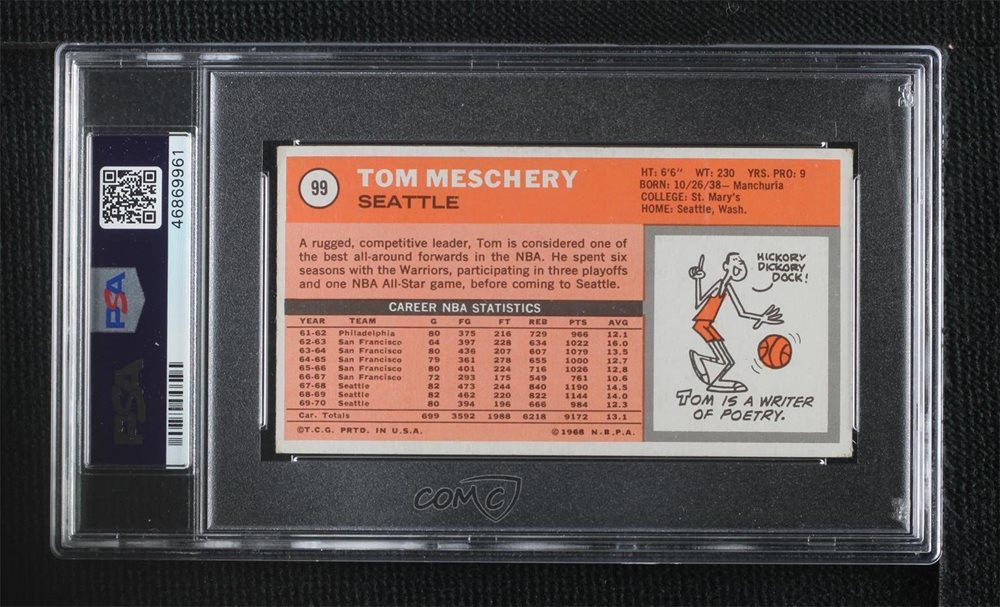 46869961
PSA
PSA
99
TOM MESCHERY
SEATTLE
HT: 6'6" WT: 230 YRS. PRO: 9
BORN: 10/26/38— Manchuria
COLLEGE: St. Mary's
HOME: Seattle, Wash.
A rugged, competitive leader, Tom is considered one of
the best all-around forwards in the NBA. He spent six
seasons with the Warriors, participating in three playoffs
and one NBA All-Star game, before coming to Seattle.
CAREER NBA STATISTICS
YEAR TEAM G FG FT REB PTS AVG
61-62 Philadelphia 80 375 216 729 966 12.1
62-63 San Francisco 64 397 228 634 1022 16.0
63-64 San Francisco 80 436 207 607 1079 13.5
64-65 San Francisco 79 361 278 655 1000 12.7
65-66 San Francisco 80 401 224 716 1026 12.8
66-67 San Francisco 72 293 175 549 761 10.6
67-68 Seattle 82 473 244 840 1190 14.5
68-69 Seattle 82 462 220 822 1144 14.0
69-70 Seattle 80 394 196 666 984 12.3
Car. Totals 699 3592 1988 6218 9172 13.1
©T.C.G. PRTD. IN U.S.A. ©1968 N.B.P.A.
HICKORY
DICKORY
DOCK!
TOM IS A WRITER
OF POETRY.
COMC